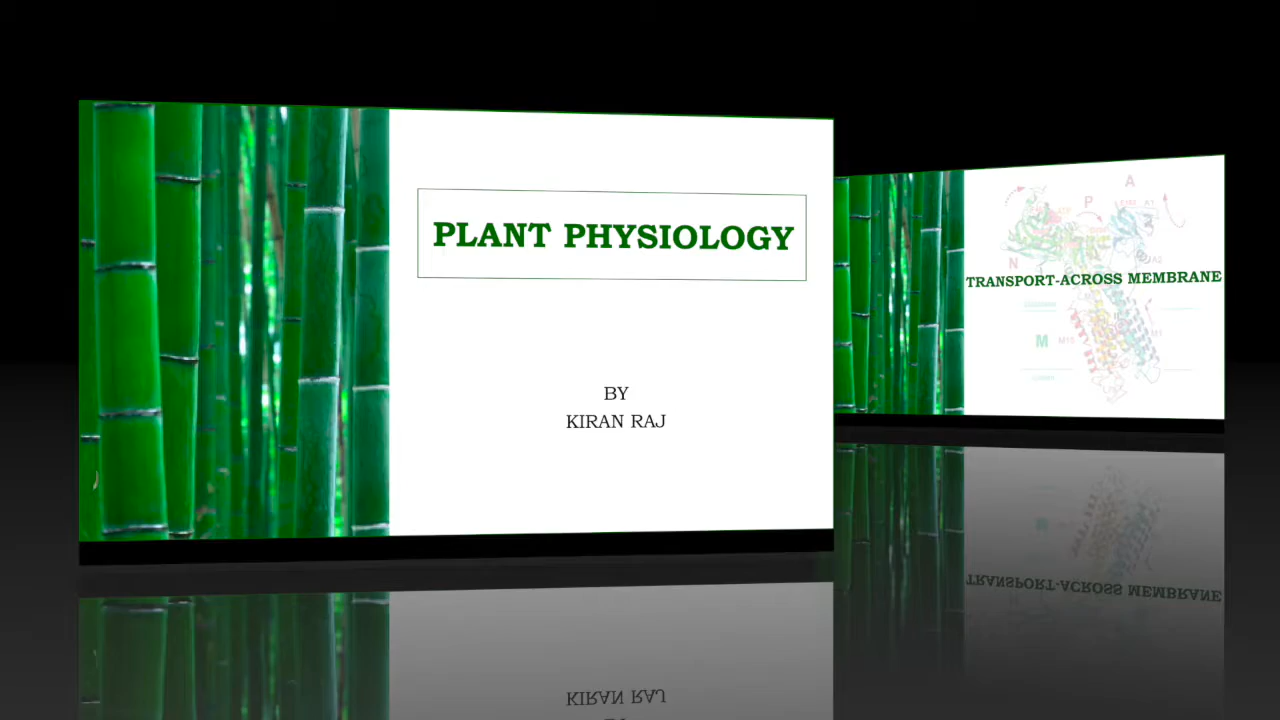 PLANT PHYSIOLOGY
BY
KIRAN RAJ
TRANSPORT-ACROSS MEMBRANE
A
P
N
M